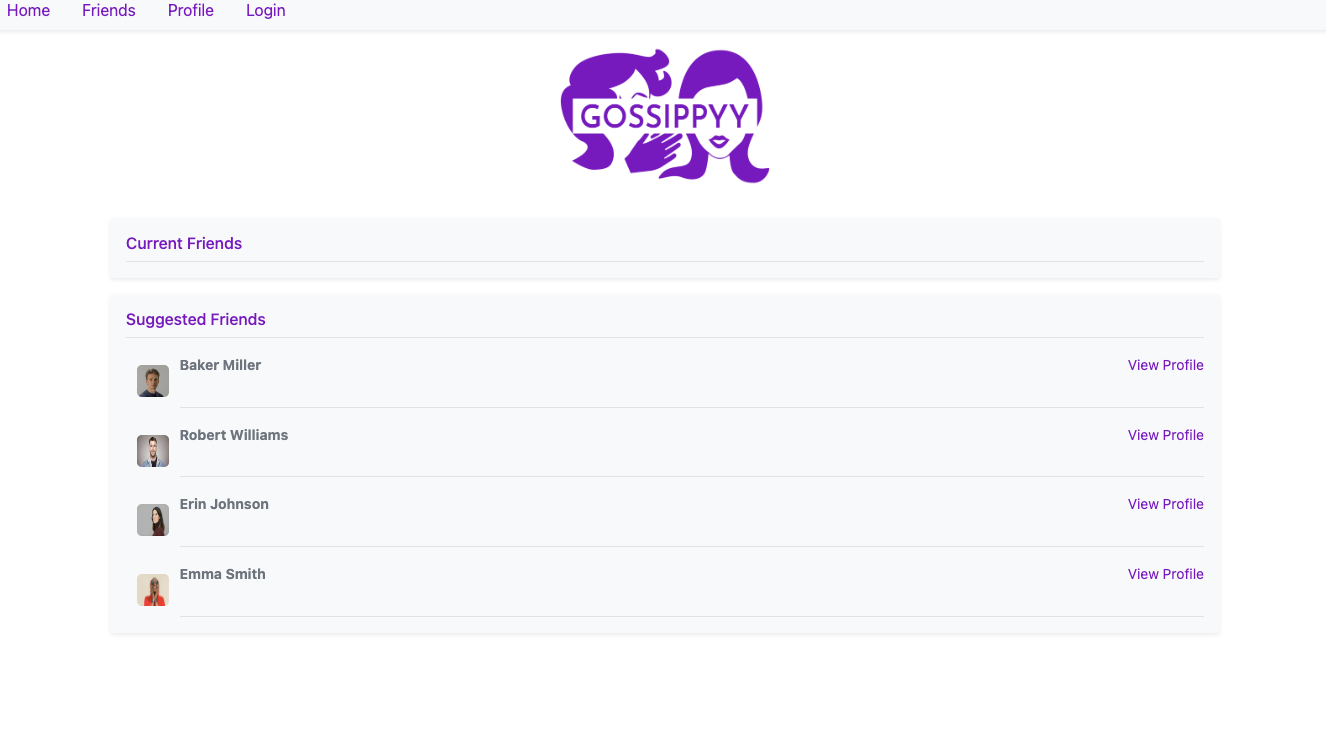 Home Friends Profile Login
GOSSIPPYY
Current Friends
Suggested Friends
Baker Miller View Profile
Robert Williams View Profile
Erin Johnson View Profile
Emma Smith View Profile